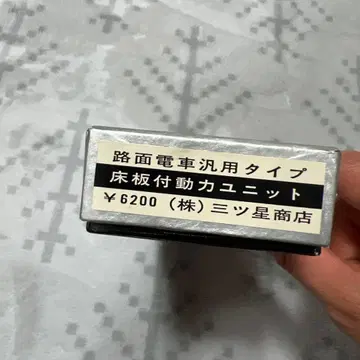 路面電車汎用タイプ
床板付動力ユニット
¥6200（株）三ツ星商店